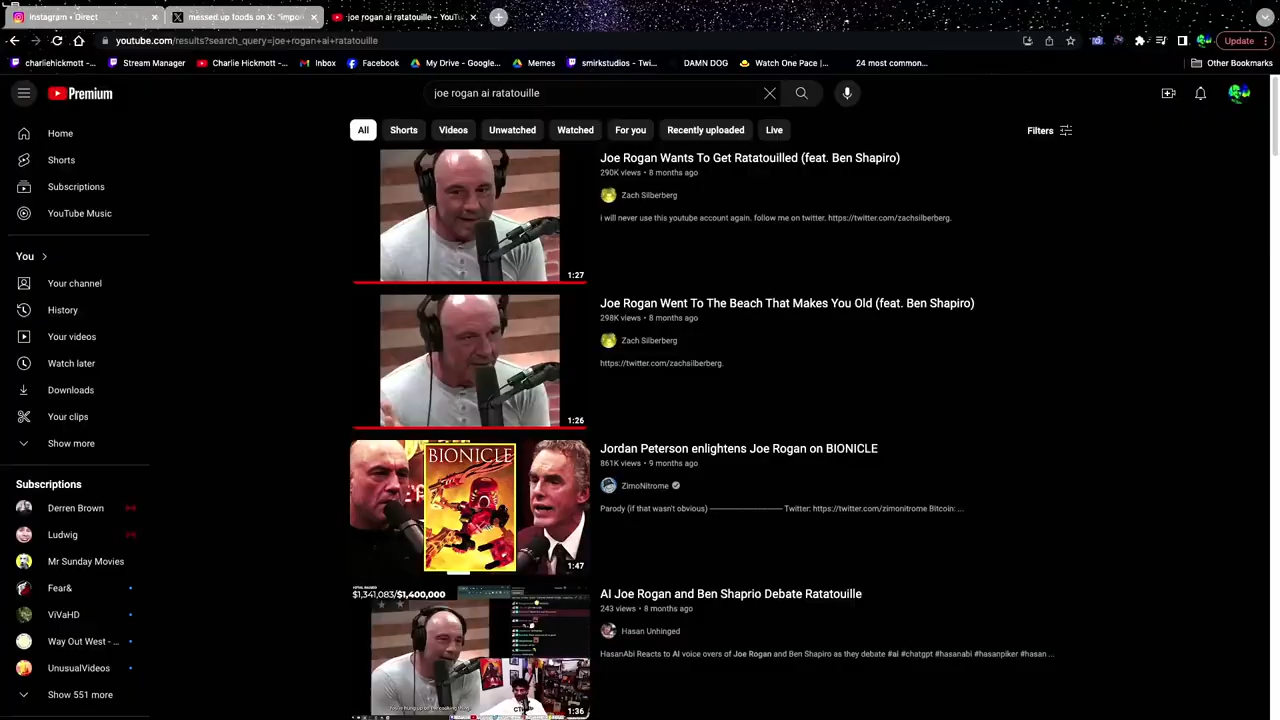 Instagram • Direct
messed up foods on X: "impo
joe rogan ai ratatouille - YouTu
youtube.com/results?search_query=joe+rogan+ai+ratatouille
Update
charliehickmott - Twitc...
Stream Manager
Charlie Hickmott -...
Inbox
Facebook
My Drive - Google...
Memes
smirkstudios - Twi...
DAMN DOG
Watch One Pace |...
24 most common...
Other Bookmarks
Premium
joe rogan ai ratatouille
All
Shorts
Videos
Unwatched
Watched
For you
Recently uploaded
Live
Filters
Home
Shorts
Subscriptions
YouTube Music
You
Your channel
History
Your videos
Watch later
Downloads
Your clips
Show more
Subscriptions
Derren Brown
Ludwig
Mr Sunday Movies
Fear&
ViVaHD
Way Out West - ...
UnusualVideos
Show 551 more
1:27
Joe Rogan Wants To Get Ratatouilled (feat. Ben Shapiro)
290K views • 8 months ago
Zach Silberberg
i will never use this youtube account again. follow me on twitter. https://twitter.com/zachsilberberg.
1:26
Joe Rogan Went To The Beach That Makes You Old (feat. Ben Shapiro)
298K views • 8 months ago
Zach Silberberg
https://twitter.com/zachsilberberg.
BIONICLE
1:47
Jordan Peterson enlightens Joe Rogan on BIONICLE
861K views • 9 months ago
ZimoNitrome
Parody (if that wasn't obvious) ——————— Twitter: https://twitter.com/zimonitrome Bitcoin: ...
$1,341,083/$1,400,000
1:36
AI Joe Rogan and Ben Shaprio Debate Ratatouille
243 views • 8 months ago
Hasan Unhinged
HasanAbi Reacts to AI voice overs of Joe Rogan and Ben Shapiro as they debate #ai #chatgpt #hasanabi #hasanpiker #hasan ...